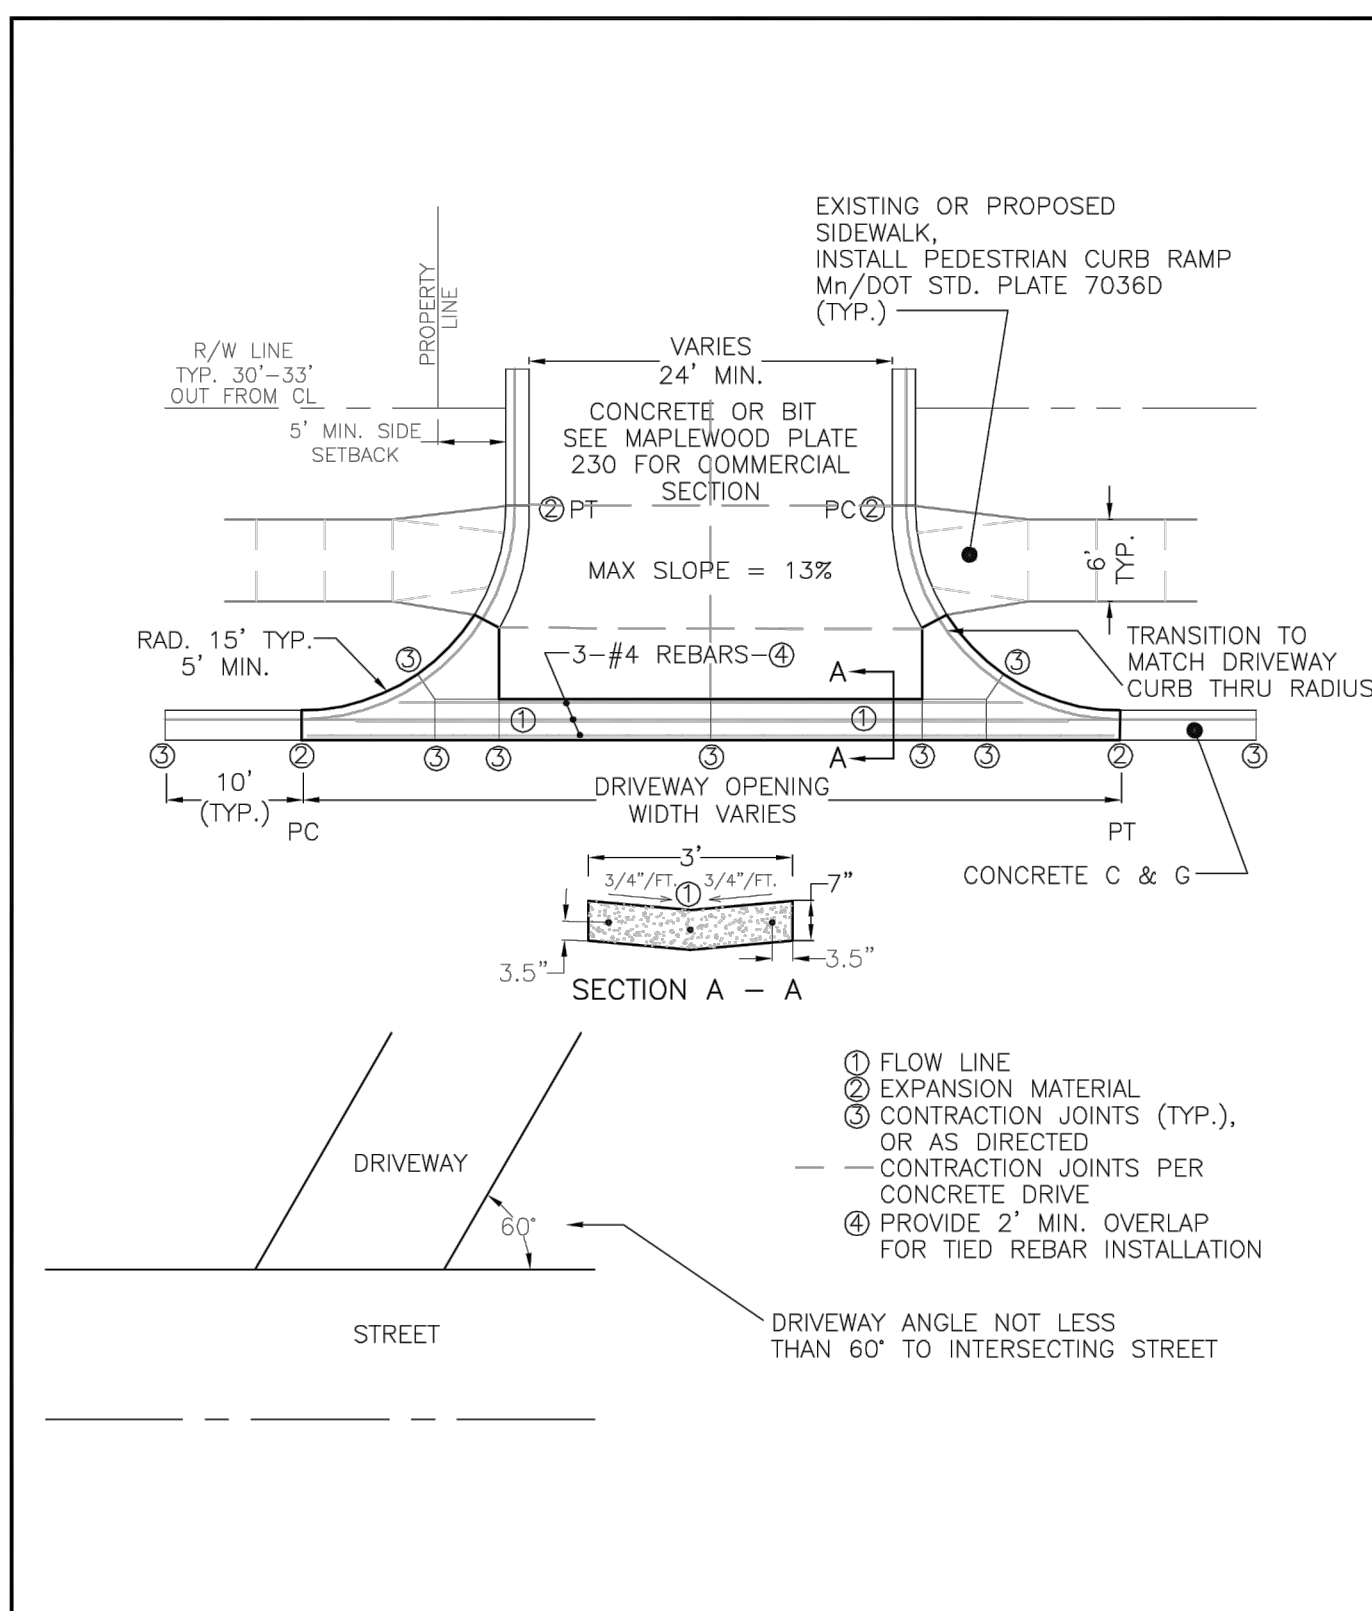 EXISTING OR PROPOSED
SIDEWALK,
INSTALL PEDESTRIAN CURB RAMP
Mn/DOT STD. PLATE 7036D
(TYP.)
PROPERTY
LINE
R/W LINE
TYP. 30'-33'
OUT FROM CL
VARIES
24' MIN.
5' MIN. SIDE
SETBACK
CONCRETE OR BIT
SEE MAPLEWOOD PLATE
230 FOR COMMERCIAL
SECTION
② PT
PC ②
MAX SLOPE = 13%
6'
TYP.
RAD. 15' TYP.
5' MIN.
③
3-#4 REBARS-④
A
③
TRANSITION TO
MATCH DRIVEWAY
CURB THRU RADIUS
①
①
③
②
③
③
③
A
③
③
②
③
10'
(TYP.)
DRIVEWAY OPENING
WIDTH VARIES
PC
PT
3'
3/4"/FT.
①
3/4"/FT.
7"
CONCRETE C & G
3.5"
3.5"
SECTION A - A
① FLOW LINE
② EXPANSION MATERIAL
③ CONTRACTION JOINTS (TYP.),
OR AS DIRECTED
CONTRACTION JOINTS PER
CONCRETE DRIVE
④ PROVIDE 2' MIN. OVERLAP
FOR TIED REBAR INSTALLATION
DRIVEWAY
60°
STREET
DRIVEWAY ANGLE NOT LESS
THAN 60° TO INTERSECTING STREET